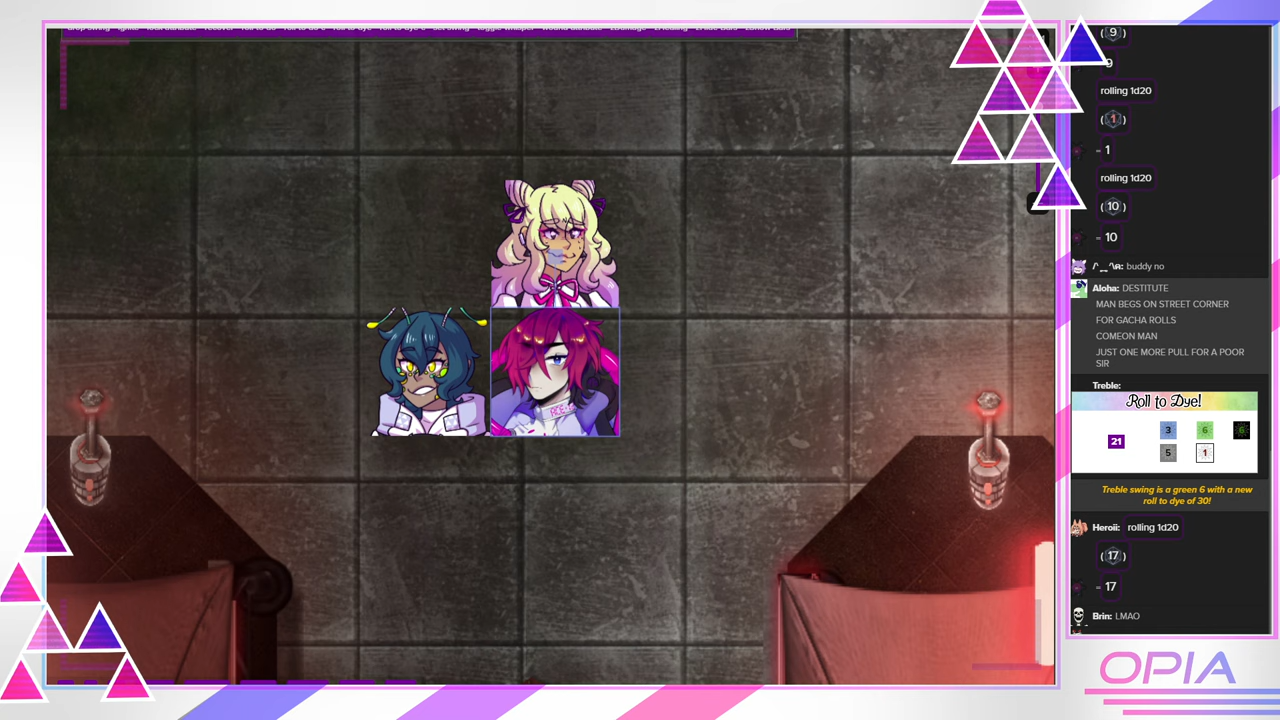 9
9
rolling 1d20
(1)
= 1
rolling 1d20
(10)
= 10
buddy no
Aloha: DESTITUTE
MAN BEGS ON STREET CORNER
FOR GACHA ROLLS
COMEON MAN
JUST ONE MORE PULL FOR A POOR
SIR
Treble:
Roll to Dye!
21 3 6 6
5 1
Treble swing is a green 6 with a new
roll to dye of 30!
Heroii: rolling 1d20
(17)
= 17
Brin: LMAO
OPIA